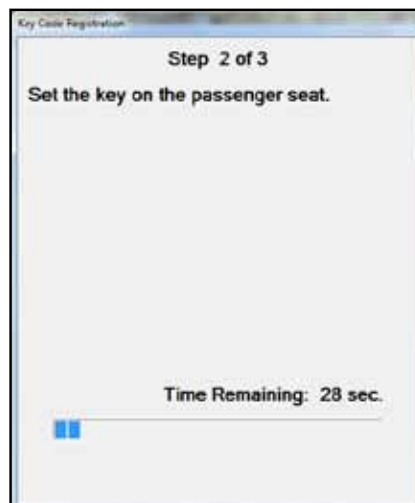 Key Code Registration
Step 2 of 3
Set the key on the passenger seat.
Time Remaining: 28 sec.